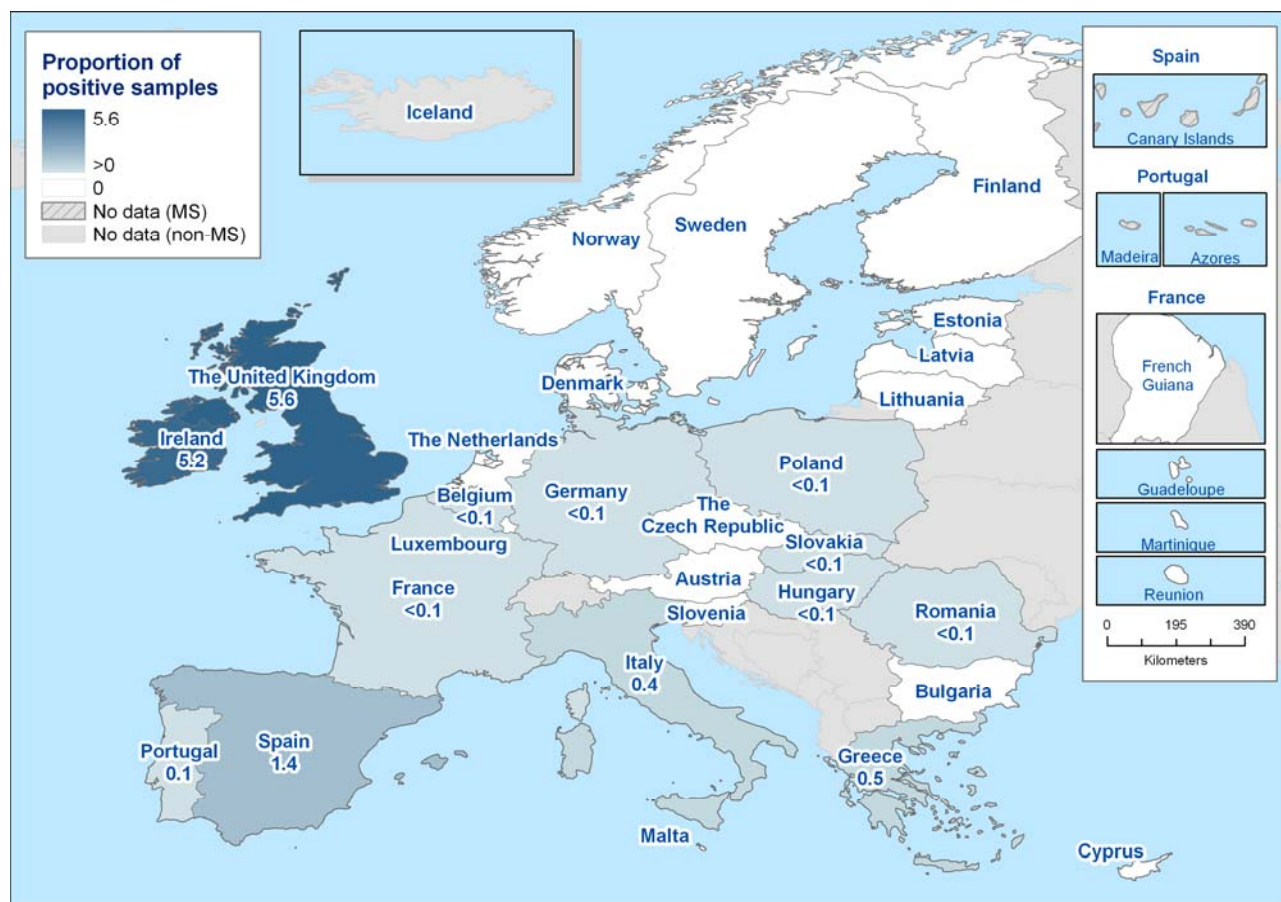 Proportion of
positive samples
5.6
>0
0
No data (MS)
No data (non-MS)
Iceland
Finland
Sweden
Norway
Estonia
Latvia
Lithuania
Denmark
The United Kingdom
5.6
Ireland
5.2
The Netherlands
Belgium
<0.1
Germany
<0.1
Poland
<0.1
The
Czech Republic
Luxembourg
Slovakia
<0.1
France
<0.1
Austria
Hungary
<0.1
Slovenia
Romania
<0.1
Italy
0.4
Bulgaria
Portugal
0.1
Spain
1.4
Greece
0.5
Malta
Cyprus
Spain
Canary Islands
Portugal
Madeira
Azores
France
French
Guiana
Guadeloupe
Martinique
Reunion
0 195 390
Kilometers